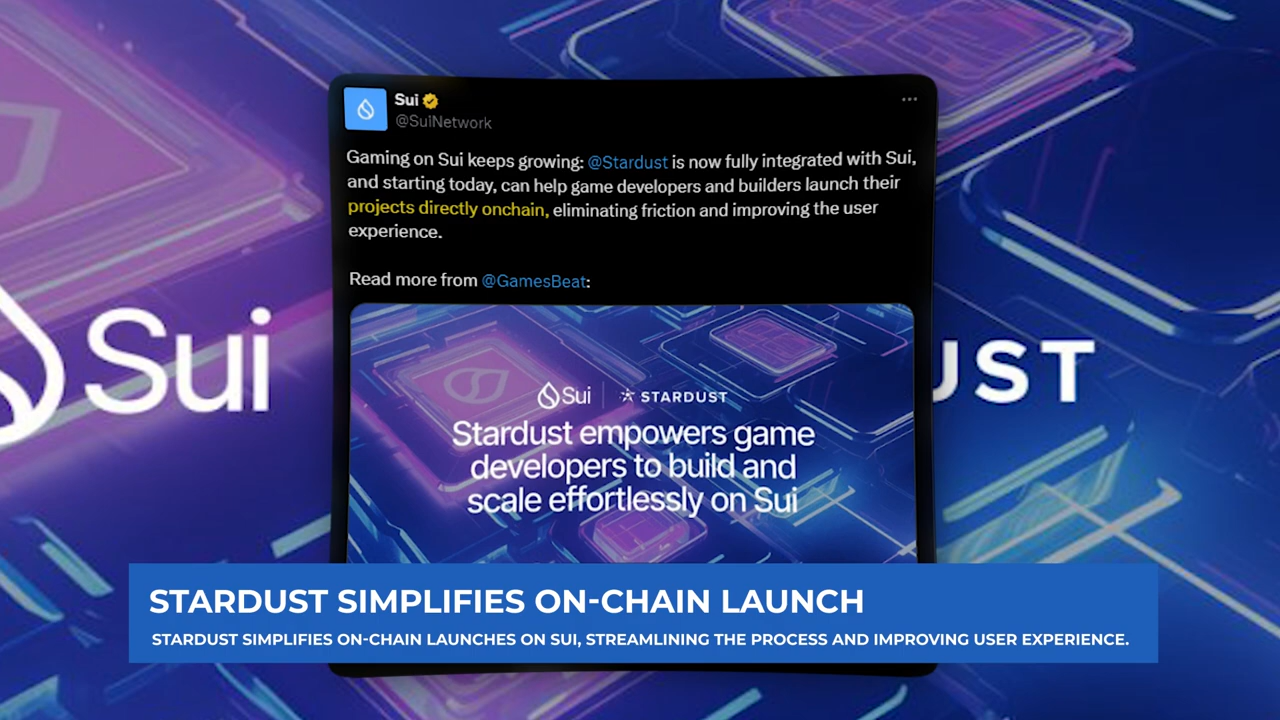 Sui
@SuiNetwork
Gaming on Sui keeps growing: @Stardust is now fully integrated with Sui,
and starting today, can help game developers and builders launch their
projects directly onchain, eliminating friction and improving the user
experience.
Read more from @GamesBeat:
Sui
UST
Sui | STARDUST
Stardust empowers game
developers to build and
scale effortlessly on Sui
STARDUST SIMPLIFIES ON-CHAIN LAUNCH
STARDUST SIMPLIFIES ON-CHAIN LAUNCHES ON SUI, STREAMLINING THE PROCESS AND IMPROVING USER EXPERIENCE.